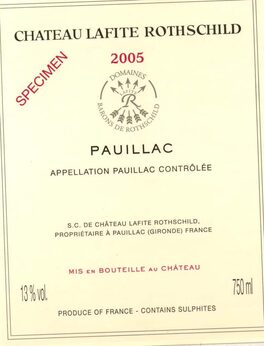 CHATEAU LAFITE ROTHSCHILD
2005
SPECIMEN
DOMAINES
R
BARONS DE ROTHSCHILD
PAUILLAC
APPELLATION PAUILLAC CONTRÔLÉE
S.C. DE CHÂTEAU LAFITE ROTHSCHILD,
PROPRIÉTAIRE À PAUILLAC (GIRONDE) FRANCE
MIS EN BOUTEILLE AU CHÂTEAU
13 % vol. 750 ml
PRODUCE OF FRANCE - CONTAINS SULPHITES